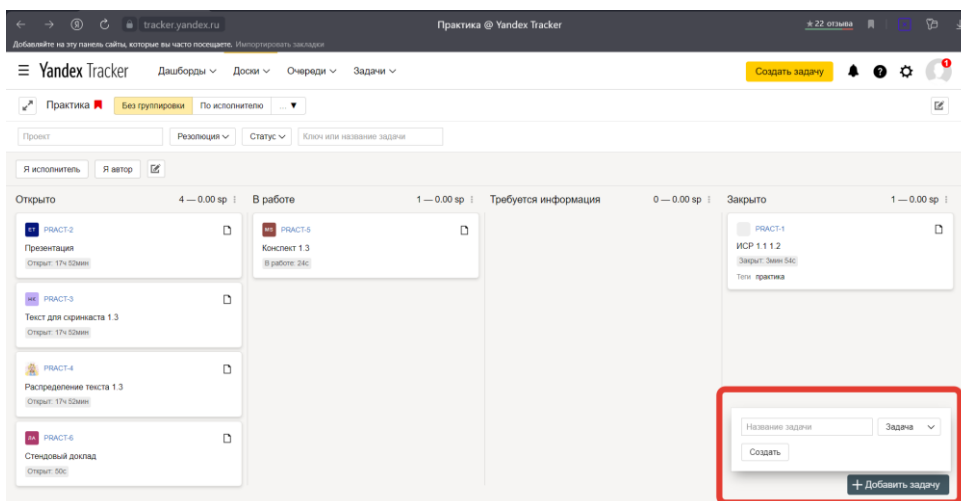 tracker.yandex.ru
Практика @ Yandex Tracker
★ 22 отзыва
Добавляйте на эту панель сайты, которые вы часто посещаете. Импортировать закладки
Yandex Tracker
Дашборды
Доски
Очереди
Задачи
Создать задачу
1
Практика
Без группировки
По исполнителю
... ▼
Проект
Резолюция
Статус
Ключ или название задачи
Я исполнитель
Я автор
Открыто
4 — 0.00 sp
ET PRACT-2
Презентация
Открыт: 17ч 52мин
НК PRACT-3
Текст для скринкаста 1.3
Открыт: 17ч 52мин
PRACT-4
Распределение текста 1.3
Открыт: 17ч 52мин
ЛА PRACT-6
Стендовый доклад
Открыт: 50с
В работе
1 — 0.00 sp
MS PRACT-5
Конспект 1.3
В работе: 24с
Требуется информация
0 — 0.00 sp
Закрыто
1 — 0.00 sp
PRACT-1
ИСР 1.1 1.2
Закрыт: 3мин 54с
Теги практика
Название задачи
Задача
Создать
+ Добавить задачу